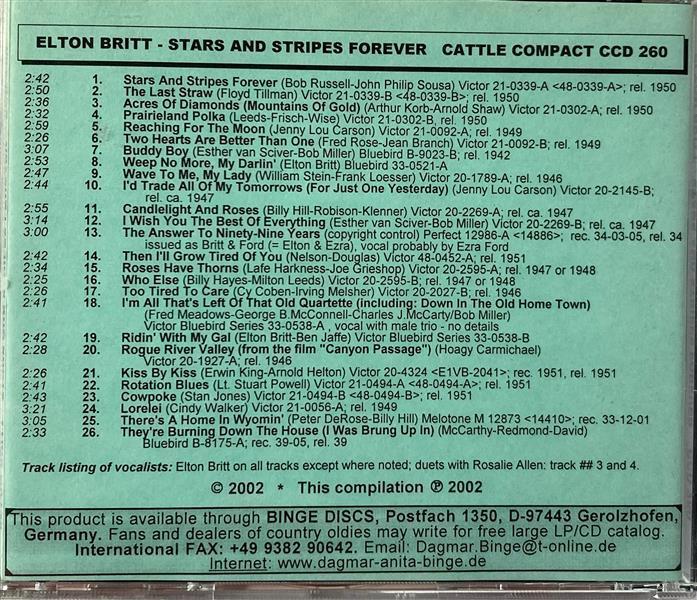 ELTON BRITT - STARS AND STRIPES FOREVER CATTLE COMPACT CCD 260
2:42 1. Stars And Stripes Forever (Bob Russell-John Philip Sousa) Victor 21-0339-A <48-0339-A>; rel. 1950
2:50 2. The Last Straw (Floyd Tillman) Victor 21-0339-B <48-0339-B>; rel. 1950
2:36 3. Acres Of Diamonds (Mountains Of Gold) (Arthur Korb-Arnold Shaw) Victor 21-0302-A; rel. 1950
2:32 4. Prairieland Polka (Leeds-Frisch-Wise) Victor 21-0302-B, rel. 1950
2:59 5. Reaching For The Moon (Jenny Lou Carson) Victor 21-0092-A; rel. 1949
2:26 6. Two Hearts Are Better Than One (Fred Rose-Jean Branch) Victor 21-0092-B; rel. 1949
3:07 7. Buddy Boy (Esther van Sciver-Bob Miller) Bluebird B-9023-B; rel. 1942
2:53 8. Weep No More, My Darlin' (Elton Britt) Bluebird 33-0521-A
2:47 9. Wave To Me, My Lady (William Stein-Frank Loesser) Victor 20-1789-A; rel. 1946
2:44 10. I'd Trade All Of My Tomorrows (For Just One Yesterday) (Jenny Lou Carson) Victor 20-2145-B;
rel. ca. 1947
2:55 11. Candlelight And Roses (Billy Hill-Robison-Klenner) Victor 20-2269-A; rel. ca. 1947
3:14 12. I Wish You The Best Of Everything (Esther van Sciver-Bob Miller) Victor 20-2269-B; rel. ca. 1947
3:00 13. The Answer To Ninety-Nine Years (copyright control) Perfect 12986-A <14886>; rec. 34-03-05, rel. 34
issued as Britt & Ford (= Elton & Ezra), vocal probably by Ezra Ford
2:42 14. Then I'll Grow Tired Of You (Nelson-Douglas) Victor 48-0452-A; rel. 1951
2:34 15. Roses Have Thorns (Lafe Harkness-Joe Grieshop) Victor 20-2595-A; rel. 1947 or 1948
2:25 16. Who Else (Billy Hayes-Milton Leeds) Victor 20-2595-B; rel. 1947 or 1948
2:26 17. Too Tired To Care (Cy Coben-Irving Melsher) Victor 20-2027-B; rel. 1946
2:41 18. I'm All That's Left Of That Old Quartette (including: Down In The Old Home Town)
(Fred Meadows-George B.McConnell-Charles J.McCarty/Bob Miller)
Victor Bluebird Series 33-0538-A , vocal with male trio - no details
2:42 19. Ridin' With My Gal (Elton Britt-Ben Jaffe) Victor Bluebird Series 33-0538-B
2:28 20. Rogue River Valley (from the film "Canyon Passage") (Hoagy Carmichael)
Victor 20-1927-A; rel. 1946
2:26 21. Kiss By Kiss (Erwin King-Arnold Helton) Victor 20-4324 <E1VB-2041>; rec. 1951, rel. 1951
2:41 22. Rotation Blues (Lt. Stuart Powell) Victor 21-0494-A <48-0494-A>; rel. 1951
2:43 23. Cowpoke (Stan Jones) Victor 21-0494-B <48-0494-B>; rel. 1951
3:21 24. Lorelei (Cindy Walker) Victor 21-0056-A; rel. 1949
3:05 25. There's A Home In Wyomin' (Peter DeRose-Billy Hill) Melotone M 12873 <14410>; rec. 33-12-01
2:33 26. They're Burning Down The House (I Was Brung Up In) (McCarthy-Redmond-David)
Bluebird B-8175-A; rec. 39-05, rel. 39
Track listing of vocalists: Elton Britt on all tracks except where noted; duets with Rosalie Allen: track ## 3 and 4.
© 2002 * This compilation ℗ 2002
This product is available through BINGE DISCS, Postfach 1350, D-97443 Gerolzhofen,
Germany. Fans and dealers of country oldies may write for free large LP/CD catalog.
International FAX: +49 9382 90642. Email: Dagmar.Binge@t-online.de
Internet: www.dagmar-anita-binge.de